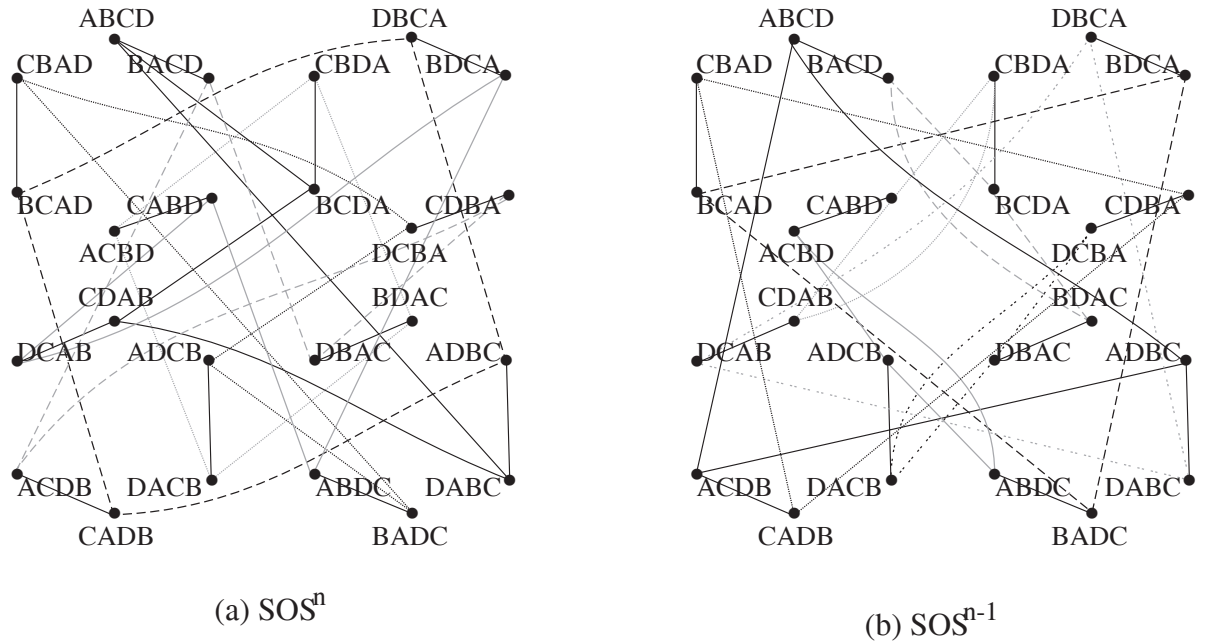 ABCD DBCA ABCD DBCA
CBAD BACD CBDA BDCA CBAD BACD CBDA BDCA
BCAD CABD BCDA CDBA BCAD CABD BCDA CDBA
ACBD DCBA ACBD DCBA
CDAB BDAC CDAB BDAC
DCAB ADCB DBAC ADBC DCAB ADCB DBAC ADBC
ACDB DACB ABDC DABC ACDB DACB ABDC DABC
CADB BADC CADB BADC
(a) SOS^n (b) SOS^n-1